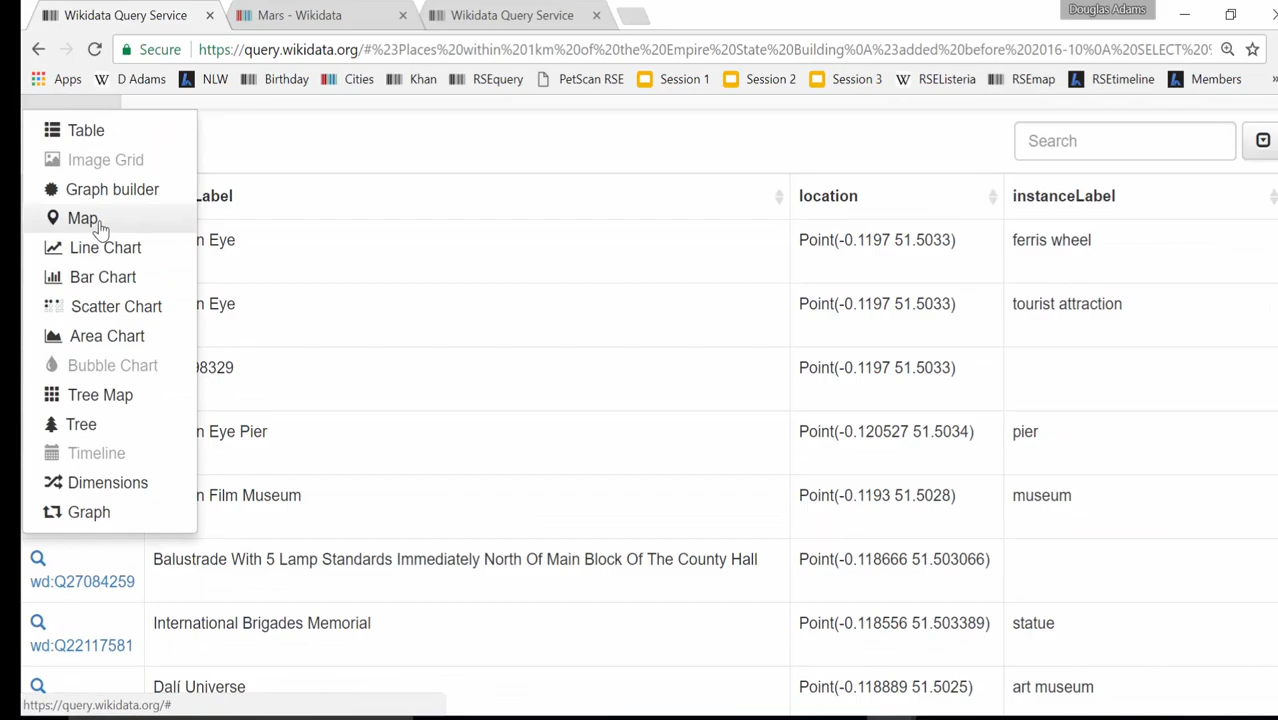 Wikidata Query Service
Mars - Wikidata
Wikidata Query Service
Douglas Adams
Secure https://query.wikidata.org/#%23Places%20within%201km%20of%20the%20Empire%20State%20Building%0A%23added%20before%202016-10%0A%20SELECT%20
Apps D Adams NLW Birthday Cities Khan RSEquery PetScan RSE Session 1 Session 2 Session 3 RSEListeria RSEmap RSEtimeline Members »
Table
Image Grid
Graph builder
Map
Line Chart
Bar Chart
Scatter Chart
Area Chart
Bubble Chart
Tree Map
Tree
Timeline
Dimensions
Graph
Search
Label location instanceLabel
n Eye Point(-0.1197 51.5033) ferris wheel
n Eye Point(-0.1197 51.5033) tourist attraction
98329 Point(-0.1197 51.5033)
n Eye Pier Point(-0.120527 51.5034) pier
n Film Museum Point(-0.1193 51.5028) museum
wd:Q27084259 Balustrade With 5 Lamp Standards Immediately North Of Main Block Of The County Hall Point(-0.118666 51.503066)
wd:Q22117581 International Brigades Memorial Point(-0.118556 51.503389) statue
Dalí Universe Point(-0.118889 51.5025) art museum
https://query.wikidata.org/#